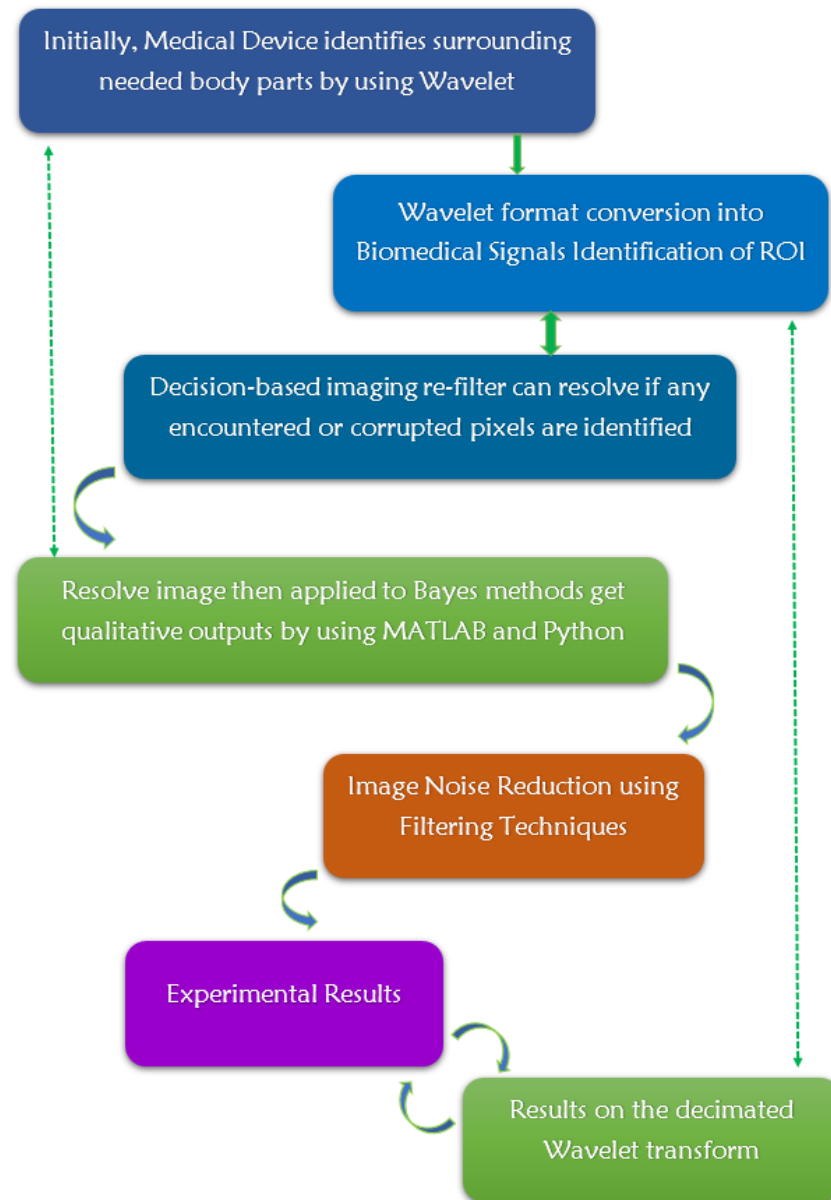 Initially, Medical Device identifies surrounding
needed body parts by using Wavelet
Wavelet format conversion into
Biomedical Signals Identification of ROI
Decision-based imaging re-filter can resolve if any
encountered or corrupted pixels are identified
Resolve image then applied to Bayes methods get
qualitative outputs by using MATLAB and Python
Image Noise Reduction using
Filtering Techniques
Experimental Results
Results on the decimated
Wavelet transform